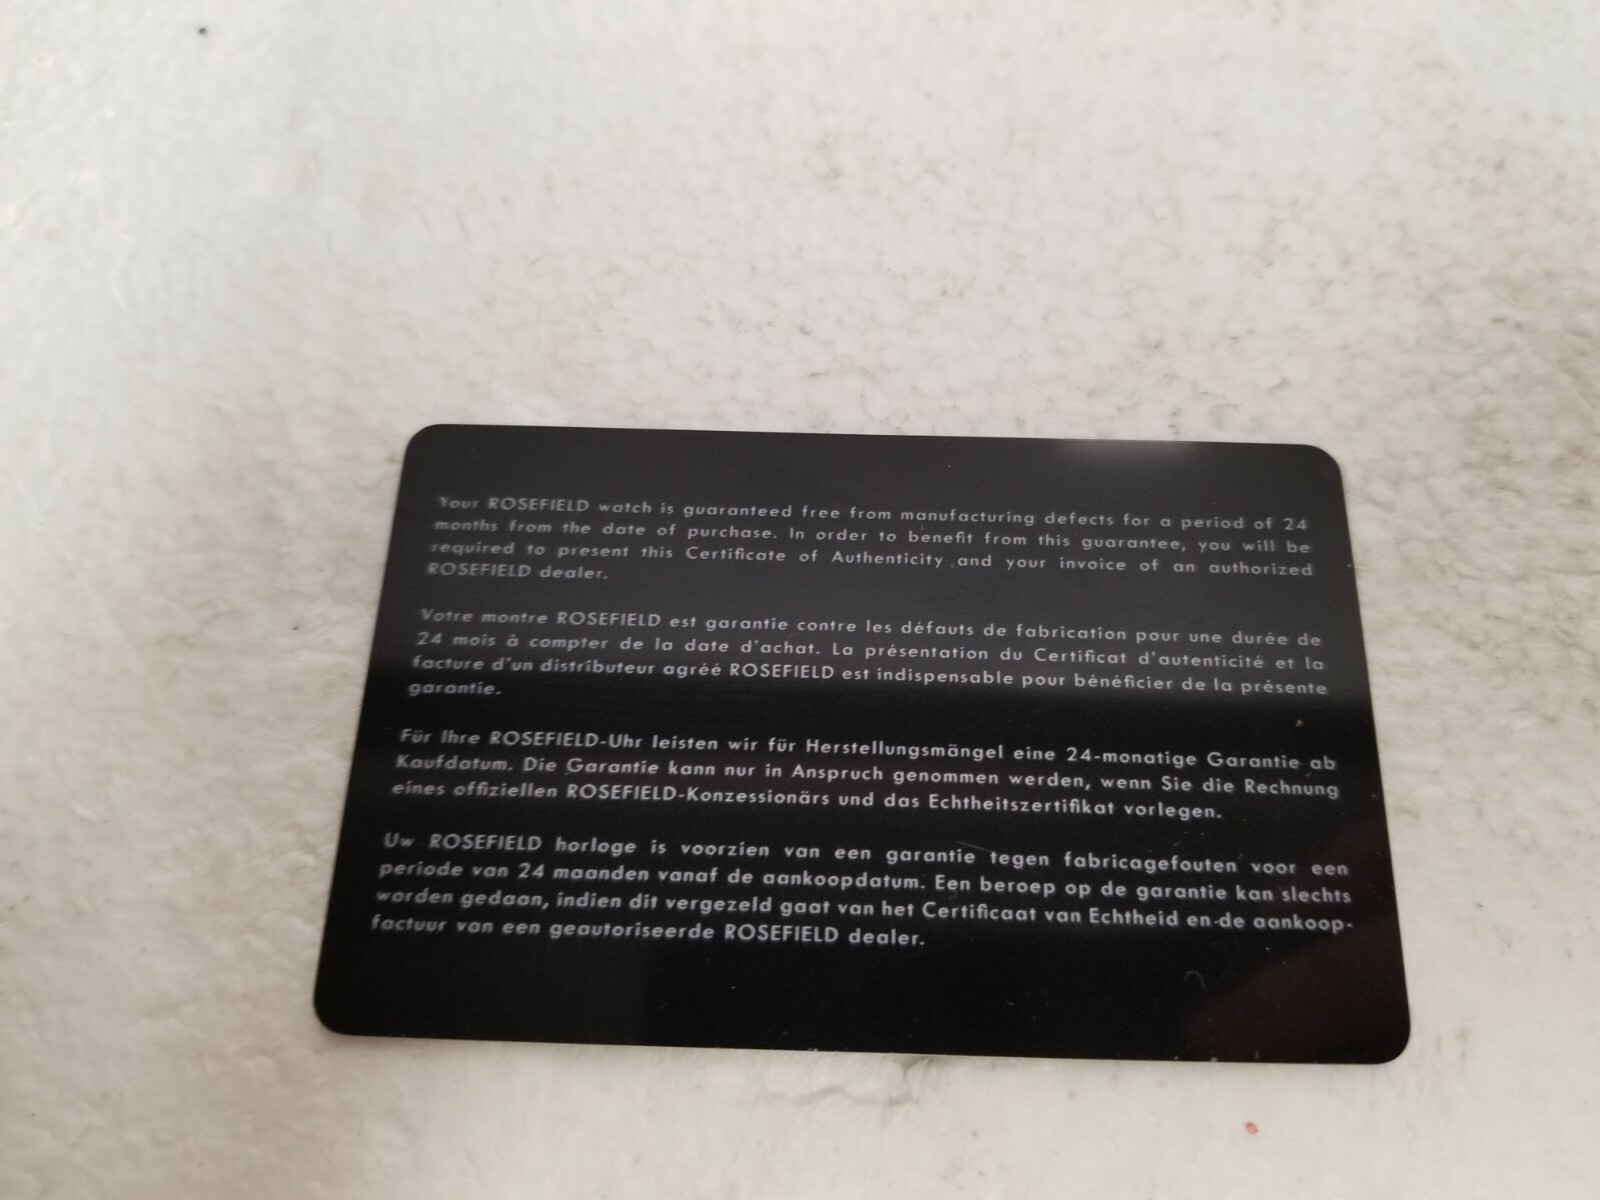 Your ROSEFIELD watch is guaranteed free from manufacturing defects for a period of 24
months from the date of purchase. In order to benefit from this guarantee, you will be
required to present this Certificate of Authenticity and your invoice of an authorized
ROSEFIELD dealer.
Votre montre ROSEFIELD est garantie contre les défauts de fabrication pour une durée de
24 mois à compter de la date d'achat. La présentation du Certificat d'autenticité et la
facture d'un distributeur agréé ROSEFIELD est indispensable pour bénéficier de la présente
garantie.
Für Ihre ROSEFIELD-Uhr leisten wir für Herstellungsmängel eine 24-monatige Garantie ab
Kaufdatum. Die Garantie kann nur in Anspruch genommen werden, wenn Sie die Rechnung
eines offiziellen ROSEFIELD-Konzessionärs und das Echtheitszertifikat vorlegen.
Uw ROSEFIELD horloge is voorzien van een garantie tegen fabricagefouten voor een
periode van 24 maanden vanaf de aankoopdatum. Een beroep op de garantie kan slechts
worden gedaan, indien dit vergezeld gaat van het Certificaat van Echtheid en de aankoop-
factuur van een geautoriseerde ROSEFIELD dealer.